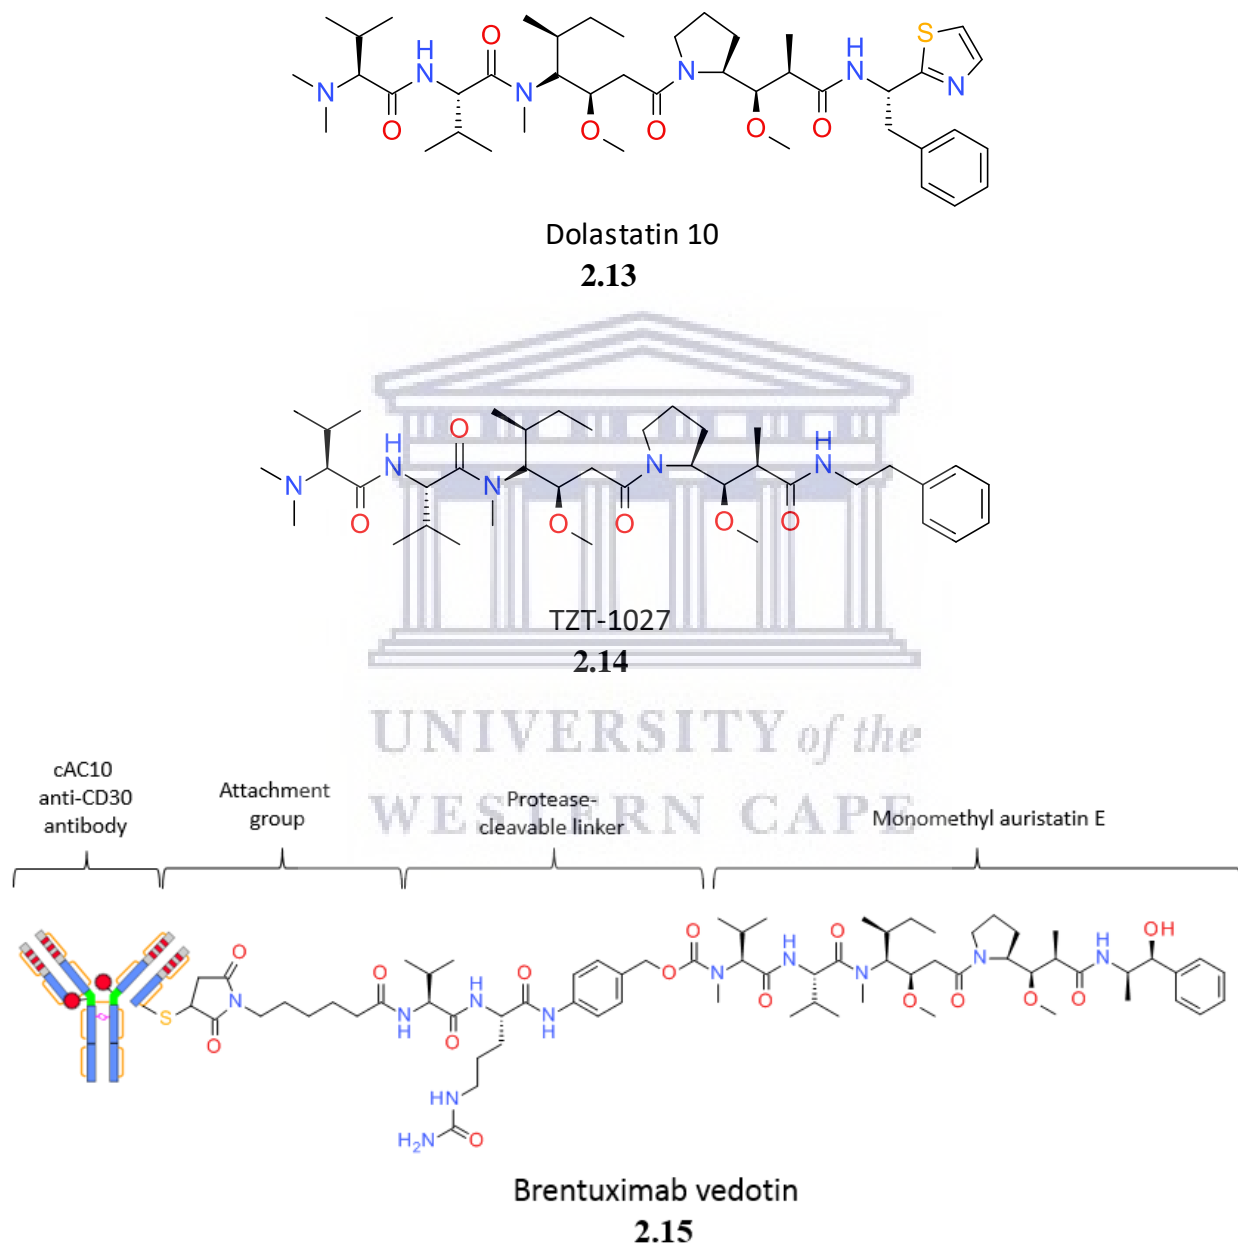 Dolastatin 10
2.13
TZT-1027
2.14
UNIVERSITY of the
WESTERN CAPE
cAC10
anti-CD30
antibody
Attachment
group
Protease-
cleavable linker
Monomethyl auristatin E
Brentuximab vedotin
2.15